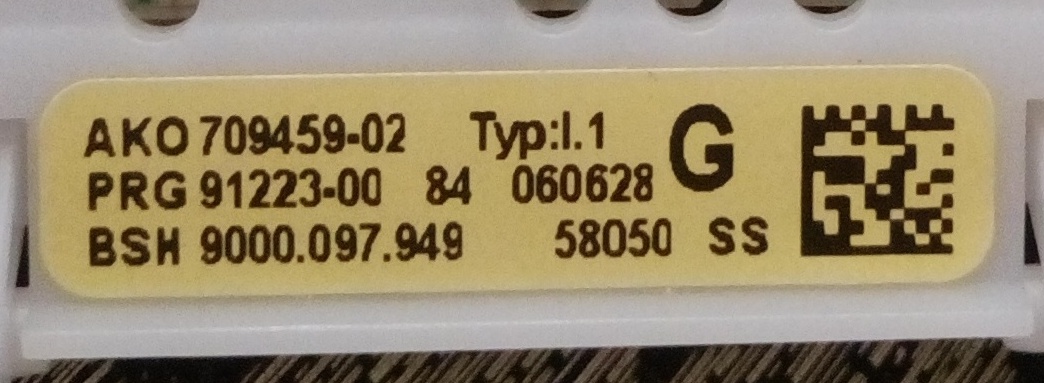 AKO 709459-02 Typ:I.1 G
PRG 91223-00 84 060628
BSH 9000.097.949 58050 SS